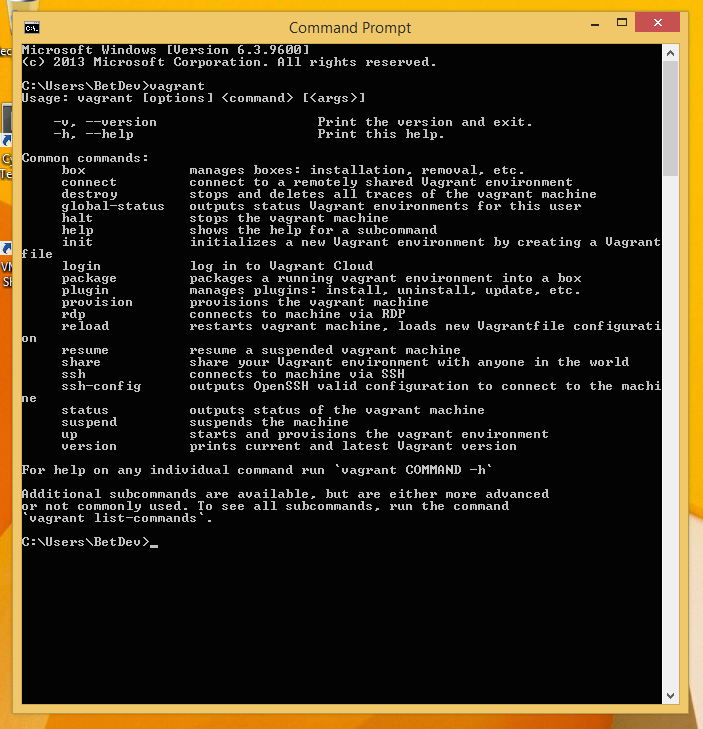 Command Prompt
Microsoft Windows [Version 6.3.9600]
(c) 2013 Microsoft Corporation. All rights reserved.
C:\Users\BetDev>vagrant
Usage: vagrant [options] <command> [<args>]
-v, --version                    Print the version and exit.
-h, --help                       Print this help.
Common commands:
box             manages boxes: installation, removal, etc.
connect         connect to a remotely shared Vagrant environment
destroy         stops and deletes all traces of the vagrant machine
global-status   outputs status Vagrant environments for this user
halt            stops the vagrant machine
help            shows the help for a subcommand
init            initializes a new Vagrant environment by creating a Vagrant
file
login           log in to Vagrant Cloud
package         packages a running vagrant environment into a box
plugin          manages plugins: install, uninstall, update, etc.
provision       provisions the vagrant machine
rdp             connects to machine via RDP
reload          restarts vagrant machine, loads new Vagrantfile configurati
on
resume          resume a suspended vagrant machine
share           share your Vagrant environment with anyone in the world
ssh             connects to machine via SSH
ssh-config      outputs OpenSSH valid configuration to connect to the machi
ne
status          outputs status of the vagrant machine
suspend         suspends the machine
up              starts and provisions the vagrant environment
version         prints current and latest Vagrant version
For help on any individual command run `vagrant COMMAND -h`
Additional subcommands are available, but are either more advanced
or not commonly used. To see all subcommands, run the command
`vagrant list-commands`.
C:\Users\BetDev>_